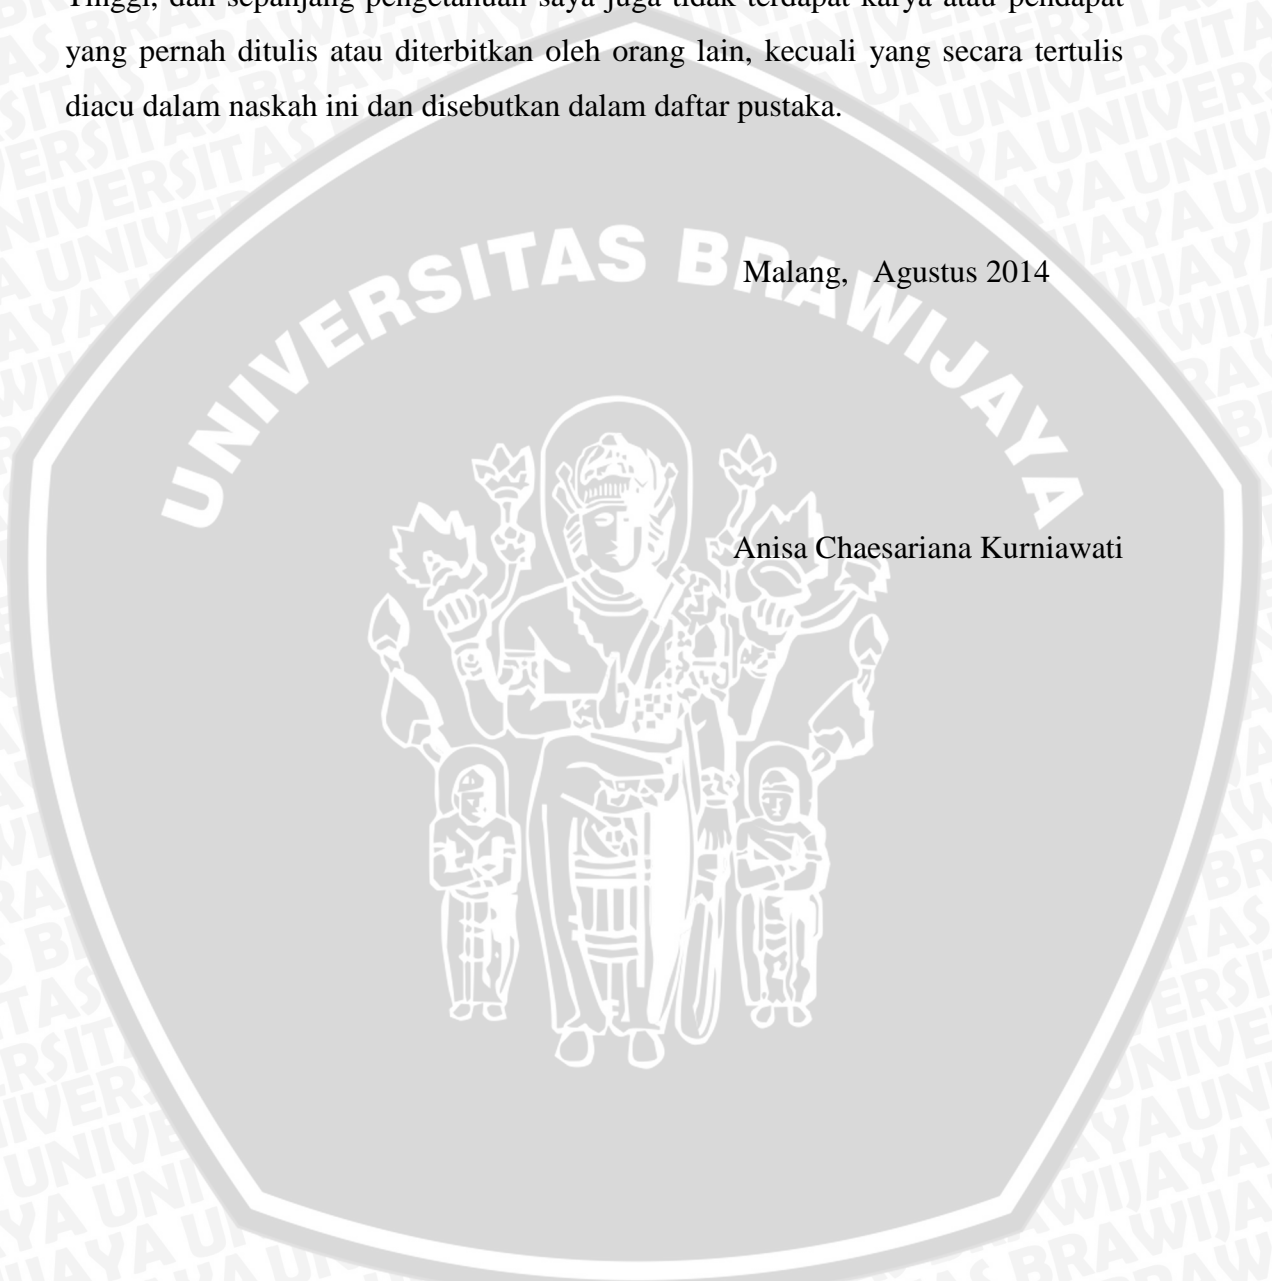 Tinggi, dan sepanjang pengetahuan saya juga tidak terdapat karya atau pendapat
yang pernah ditulis atau diterbitkan oleh orang lain, kecuali yang secara tertulis
diacu dalam naskah ini dan disebutkan dalam daftar pustaka.
UNIVERSITAS BRAWIJAYA
Malang, Agustus 2014
Anisa Chaesariana Kurniawati